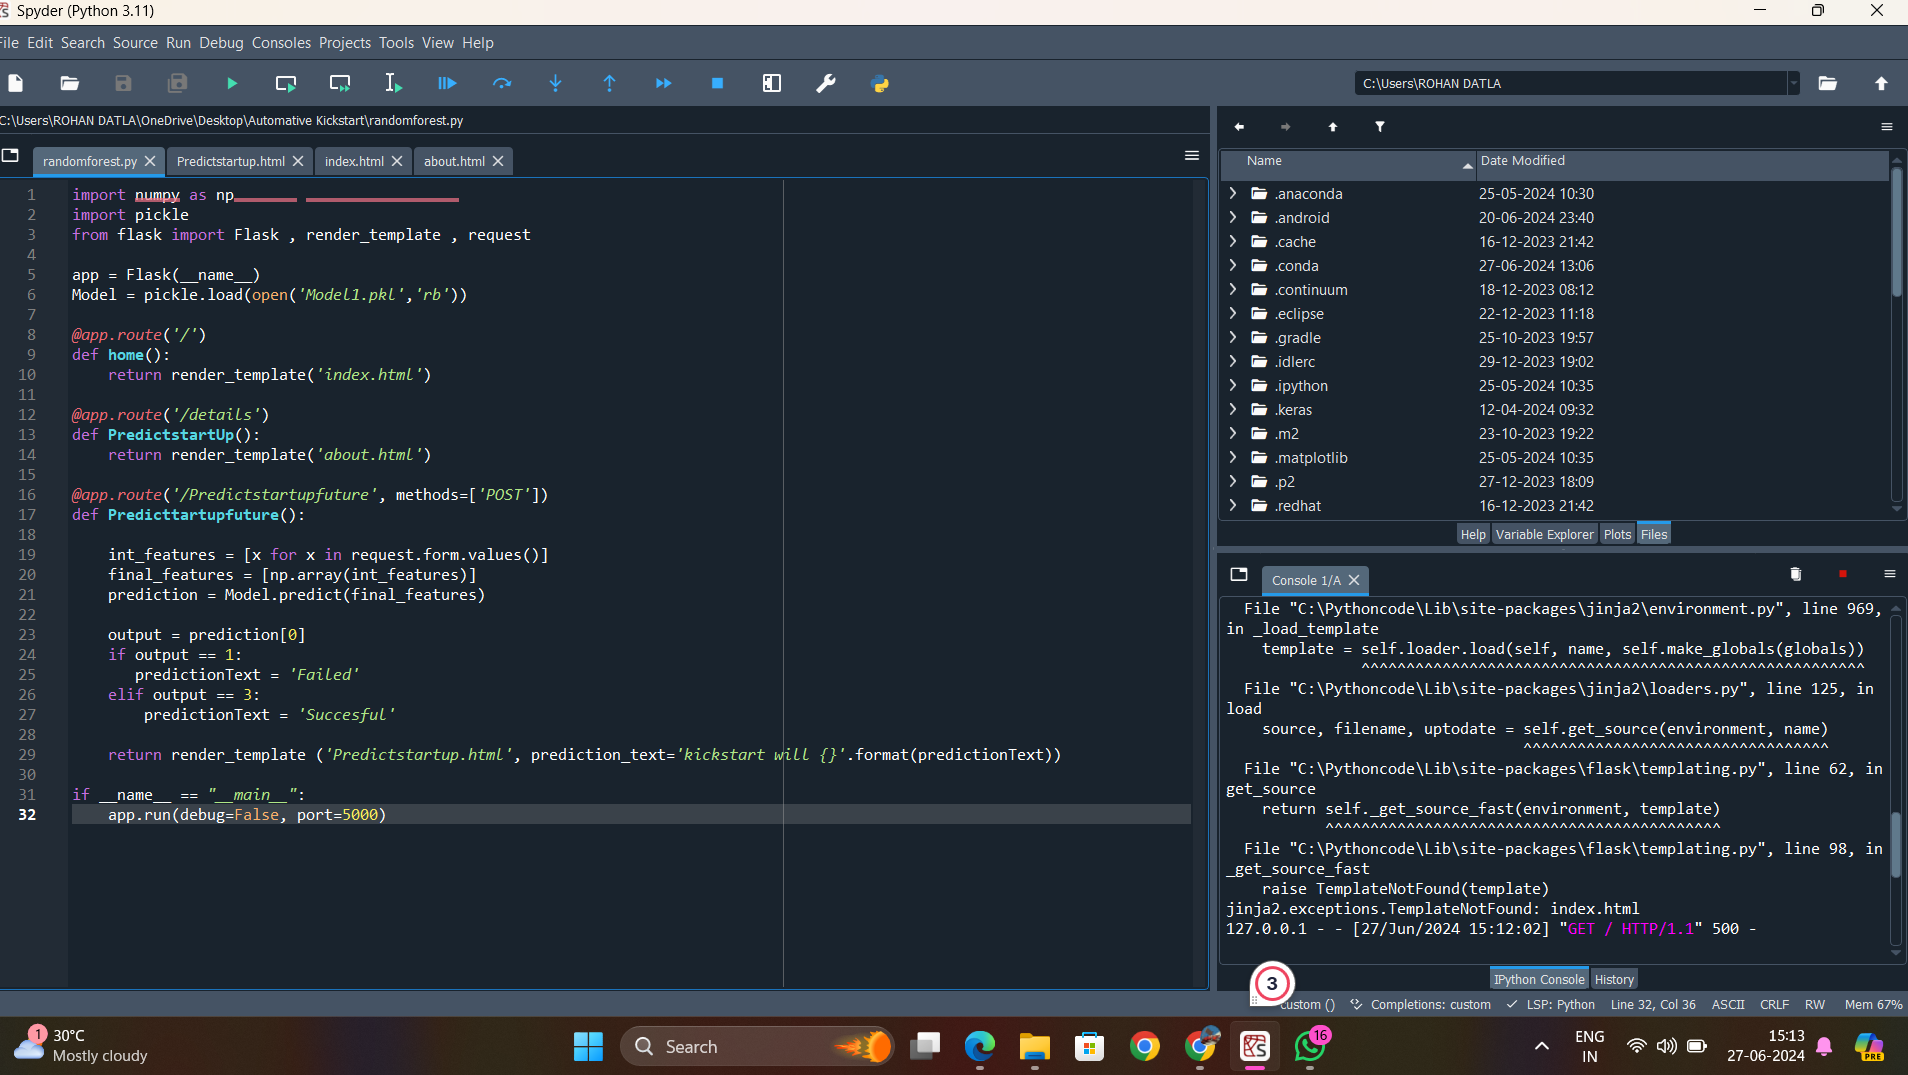 Spyder (Python 3.11)
File Edit Search Source Run Debug Consoles Projects Tools View Help
C:\Users\ROHAN DATLA
C:\Users\ROHAN DATLA\OneDrive\Desktop\Automative Kickstart\randomforest.py
randomforest.py Predictstartup.html index.html about.html
1 import numpy as np
2 import pickle
3 from flask import Flask , render_template , request
4
5 app = Flask(__name__)
6 Model = pickle.load(open('Model1.pkl','rb'))
7
8 @app.route('/')
9 def home():
10 return render_template('index.html')
11
12 @app.route('/details')
13 def PredictstartUp():
14 return render_template('about.html')
15
16 @app.route('/Predictstartupfuture', methods=['POST'])
17 def Predicttartupfuture():
18
19 int_features = [x for x in request.form.values()]
20 final_features = [np.array(int_features)]
21 prediction = Model.predict(final_features)
22
23 output = prediction[0]
24 if output == 1:
25 predictionText = 'Failed'
26 elif output == 3:
27 predictionText = 'Succesful'
28
29 return render_template ('Predictstartup.html', prediction_text='kickstart will {}'.format(predictionText))
30
31 if __name__ == "__main__":
32 app.run(debug=False, port=5000)
Name Date Modified
.anaconda 25-05-2024 10:30
.android 20-06-2024 23:40
.cache 16-12-2023 21:42
.conda 27-06-2024 13:06
.continuum 18-12-2023 08:12
.eclipse 22-12-2023 11:18
.gradle 25-10-2023 19:57
.idlerc 29-12-2023 19:02
.ipython 25-05-2024 10:35
.keras 12-04-2024 09:32
.m2 23-10-2023 19:22
.matplotlib 25-05-2024 10:35
.p2 27-12-2023 18:09
.redhat 16-12-2023 21:42
Help Variable Explorer Plots Files
Console 1/A
File "C:\Pythoncode\Lib\site-packages\jinja2\environment.py", line 969,
in _load_template
template = self.loader.load(self, name, self.make_globals(globals))
^^^^^^^^^^^^^^^^^^^^^^^^^^^^^^^^^^^^^^^^^^^^^^^^^^^^^^^^
File "C:\Pythoncode\Lib\site-packages\jinja2\loaders.py", line 125, in
load
source, filename, uptodate = self.get_source(environment, name)
^^^^^^^^^^^^^^^^^^^^^^^^^^^^^^^^^^
File "C:\Pythoncode\Lib\site-packages\flask\templating.py", line 62, in
get_source
return self._get_source_fast(environment, template)
^^^^^^^^^^^^^^^^^^^^^^^^^^^^^^^^^^^^^^^^^^^^
File "C:\Pythoncode\Lib\site-packages\flask\templating.py", line 98, in
_get_source_fast
raise TemplateNotFound(template)
jinja2.exceptions.TemplateNotFound: index.html
127.0.0.1 - - [27/Jun/2024 15:12:02] "GET / HTTP/1.1" 500 -
IPython Console History
3
custom () Completions: custom LSP: Python Line 32, Col 36 ASCII CRLF RW Mem 67%
1
30°C
Mostly cloudy
Search
16
PRE
ENG
IN
15:13
27-06-2024